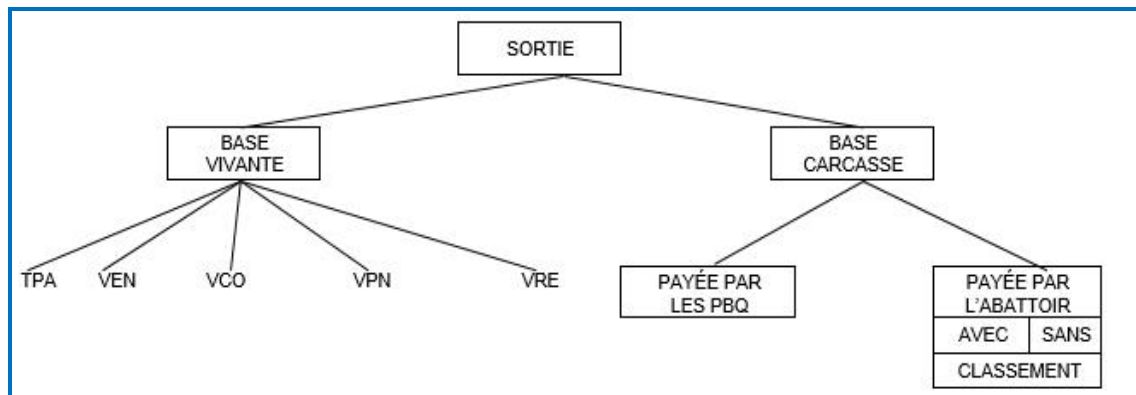 SORTIE
BASE
VIVANTE
BASE
CARCASSE
TPA
VEN
VCO
VPN
VRE
PAYÉE PAR
LES PBQ
PAYÉE PAR
L'ABATTOIR
AVEC
SANS
CLASSEMENT